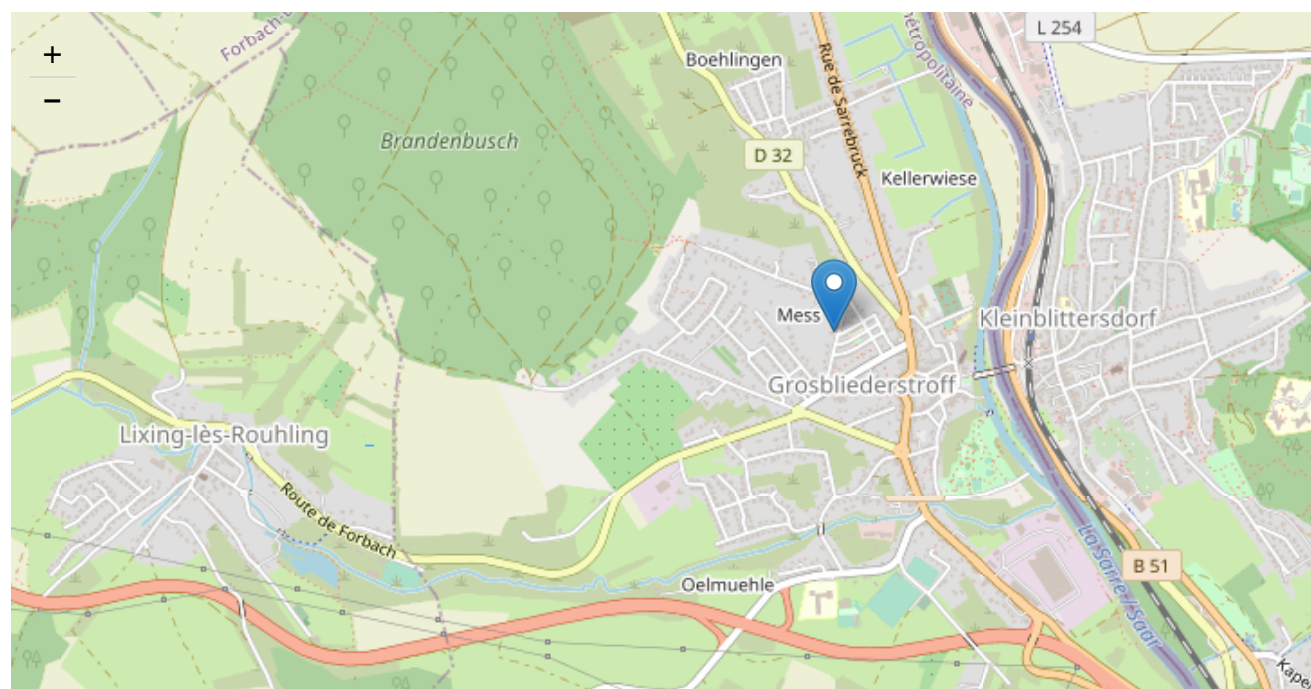 +
−
Forbach-
métropolitaine
L 254
Boehlingen
Rue de Sarrebruck
Brandenbusch
D 32
Kellerwiese
Mess
Kleinblittersdorf
Grosbliederstroff
Lixing-lès-Rouhling
Route de Forbach
La Sarre / Saar
B 51
Oelmuehle
Kape